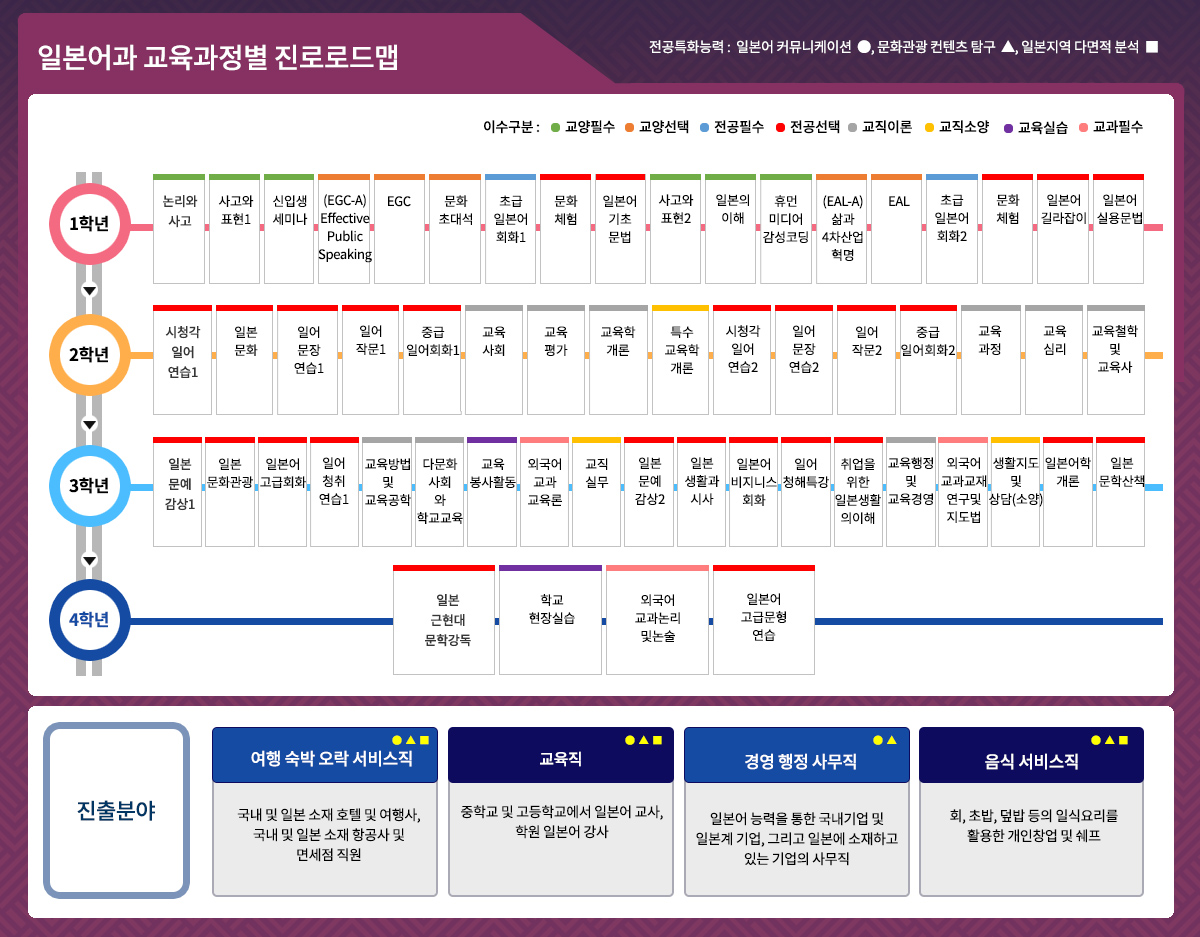 일본어과 교육과정별 진로로드맵
전공특화능력 : 일본어 커뮤니케이션 ●, 문화관광 컨텐츠 탐구 ▲, 일본지역 다면적 분석 ■
이수구분 : 교양필수 교양선택 전공필수 전공선택 교직이론 교직소양 교육실습 교과필수
1학년
논리와
사고
사고와
표현1
신입생
세미나
(EGC-A)
Effective
Public
Speaking
EGC
문화
초대석
초급
일본어
회화1
문화
체험
일본어
기초
문법
사고와
표현2
일본의
이해
휴먼
미디어
감성코딩
(EAL-A)
삶과
4차산업
혁명
EAL
초급
일본어
회화2
문화
체험
일본어
길라잡이
일본어
실용문법
2학년
시청각
일어
연습1
일본
문화
일어
문장
연습1
일어
작문1
중급
일어회화1
교육
사회
교육
평가
교육학
개론
특수
교육학
개론
시청각
일어
연습2
일어
문장
연습2
일어
작문2
중급
일어회화2
교육
과정
교육
심리
교육철학
및
교육사
3학년
일본
문예
감상1
일본
문화관광
일본어
고급회화
일어
청취
연습1
교육방법
및
교육공학
다문화
사회
와
학교교육
교육
봉사활동
외국어
교과
교육론
교직
실무
일본
문예
감상2
일본
생활과
시사
일본어
비지니스
회화
일어
청해특강
취업을
위한
일본생활
의이해
교육행정
및
교육경영
외국어
교과교재
연구및
지도법
생활지도
및
상담(소양)
일본어학
개론
일본
문학산책
4학년
일본
근현대
문학강독
학교
현장실습
외국어
교과논리
및논술
일본어
고급문형
연습
진출분야
●▲■
여행 숙박 오락 서비스직
국내 및 일본 소재 호텔 및 여행사,
국내 및 일본 소재 항공사 및
면세점 직원
●▲■
교육직
중학교 및 고등학교에서 일본어 교사,
학원 일본어 강사
●▲
경영 행정 사무직
일본어 능력을 통한 국내기업 및
일본계 기업, 그리고 일본에 소재하고
있는 기업의 사무직
●▲■
음식 서비스직
회, 초밥, 덮밥 등의 일식요리를
활용한 개인창업 및 쉐프